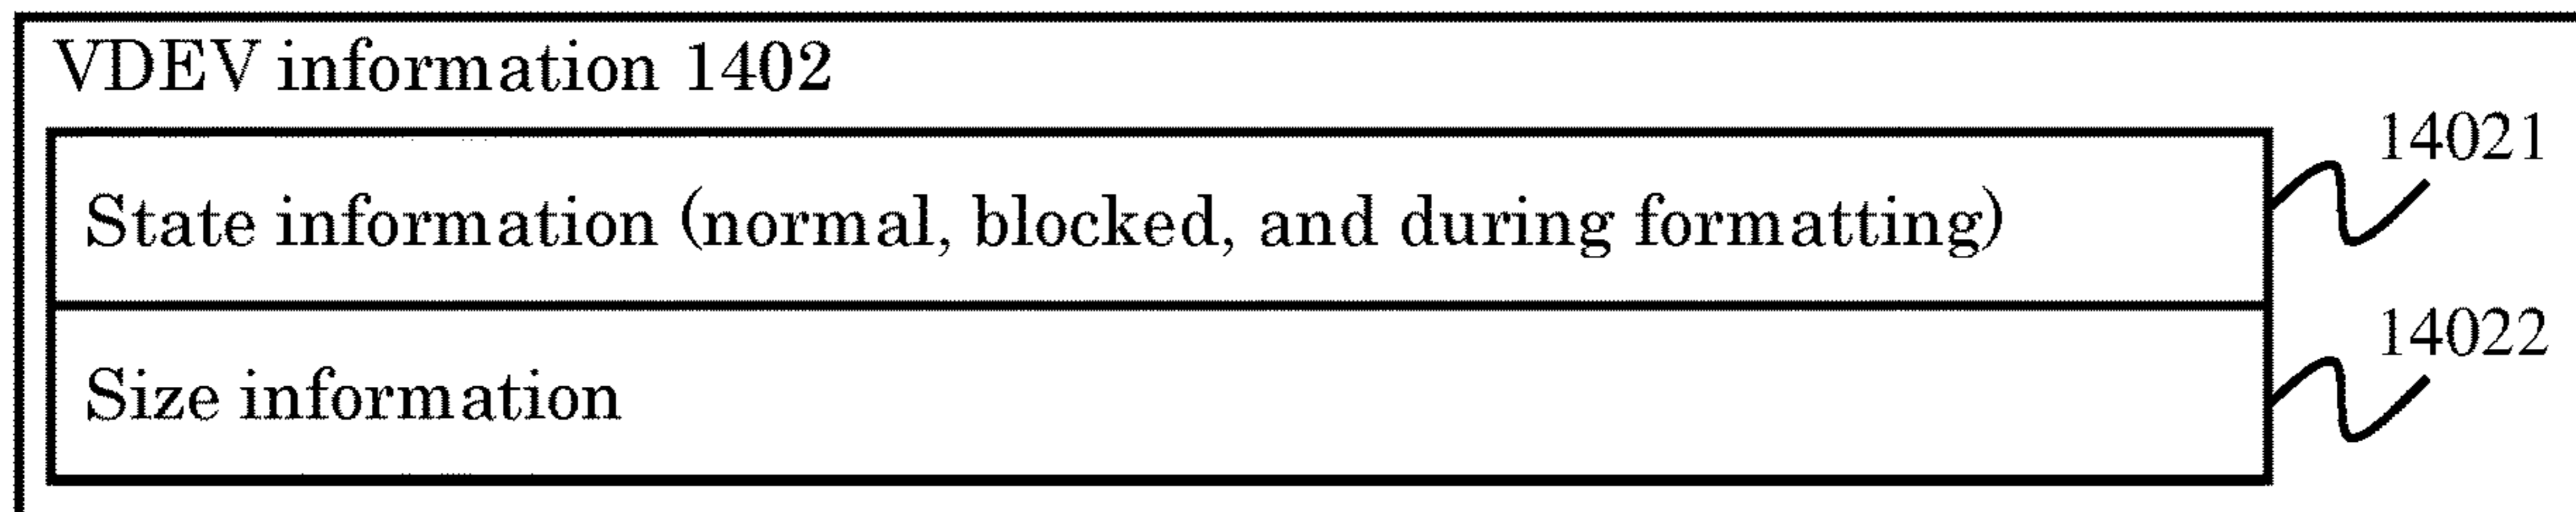 VDEV information 1402
14021
State information (normal, blocked, and during formatting)
14022
Size information